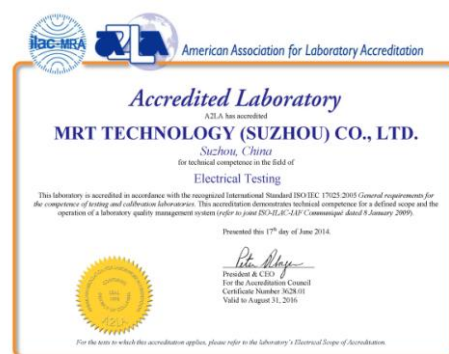 ilac-MRA
A2LA
American Association for Laboratory Accreditation
Accredited Laboratory
A2LA has accredited
MRT TECHNOLOGY (SUZHOU) CO., LTD.
Suzhou, China
for technical competence in the field of
Electrical Testing
This laboratory is accredited in accordance with the recognized International Standard ISO/IEC 17025:2005 General requirements for
the competence of testing and calibration laboratories. This accreditation demonstrates technical competence for a defined scope and the
operation of a laboratory quality management system (refer to joint ISO-ILAC-IAF Communiqué dated 8 January 2009).
Presented this 17th day of June 2014.
President & CEO
For the Accreditation Council
Certificate Number 3628.01
Valid to August 31, 2016
A2LA
For the tests to which this accreditation applies, please refer to the laboratory's Electrical Scope of Accreditation.